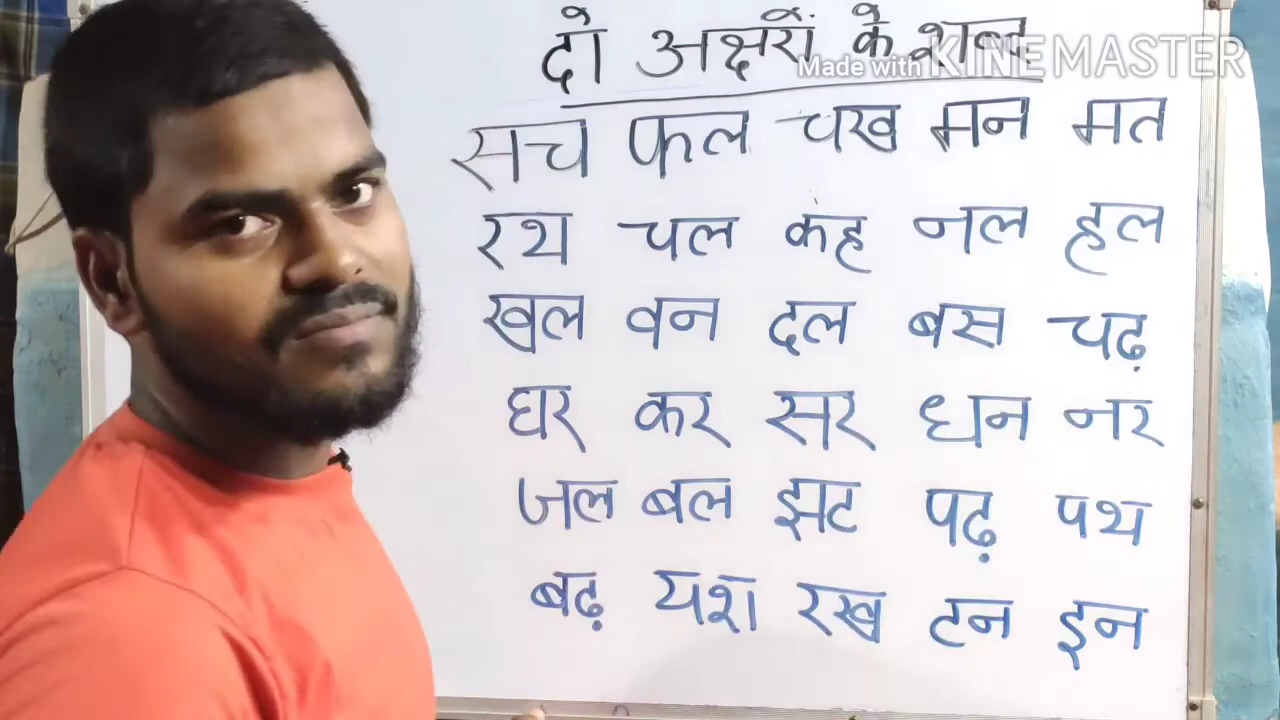 दो अक्षरों के शब्द
Made with KINEMASTER
सच फल चख मन मत
रथ चल कह नल हल
खल वन दल बस चढ़
घर कर सर धन नर
जल बल झट पढ़ पथ
बढ़ यश रख टन इन